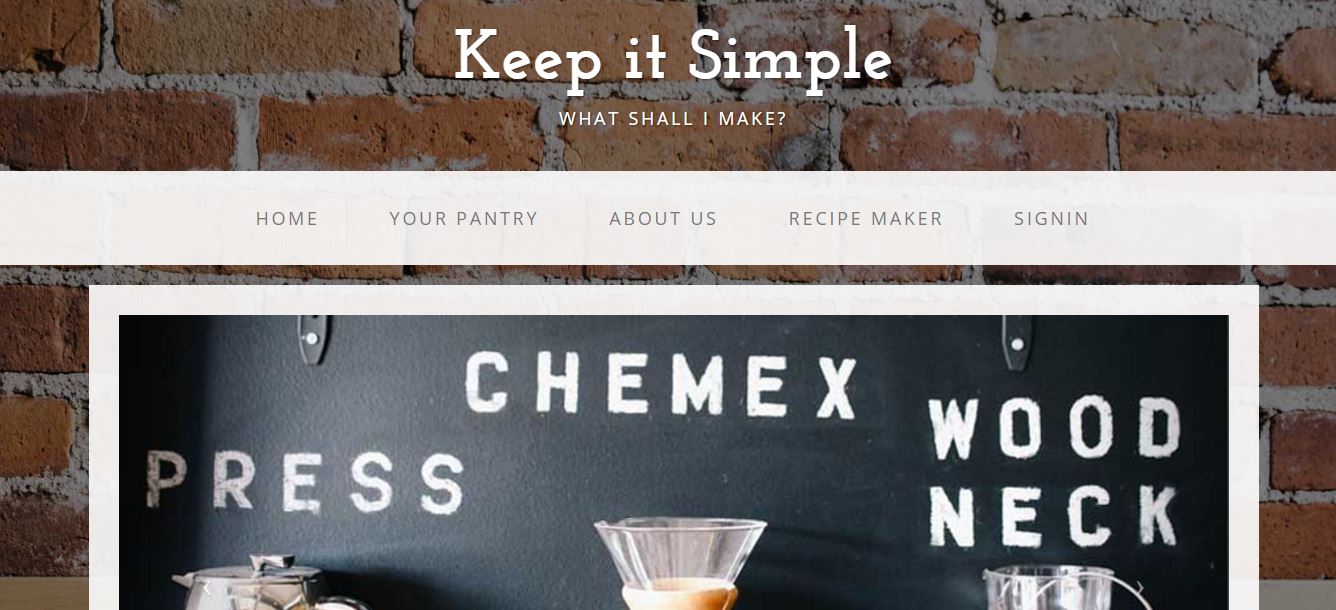 Keep it Simple
WHAT SHALL I MAKE?
HOME YOUR PANTRY ABOUT US RECIPE MAKER SIGNIN
CHEMEX
WOOD
PRESS
NECK